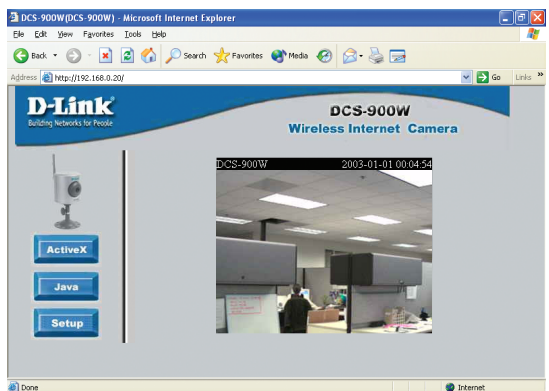 DCS-900W(DCS-900W) - Microsoft Internet Explorer
File Edit View Favorites Tools Help
Back Search Favorites Media
Address http://192.168.0.20/ Go Links »
D-Link
Building Networks for People
DCS-900W
Wireless Internet Camera
DCS-900W 2003-01-01 00:04:54
ActiveX
Java
Setup
Done Internet